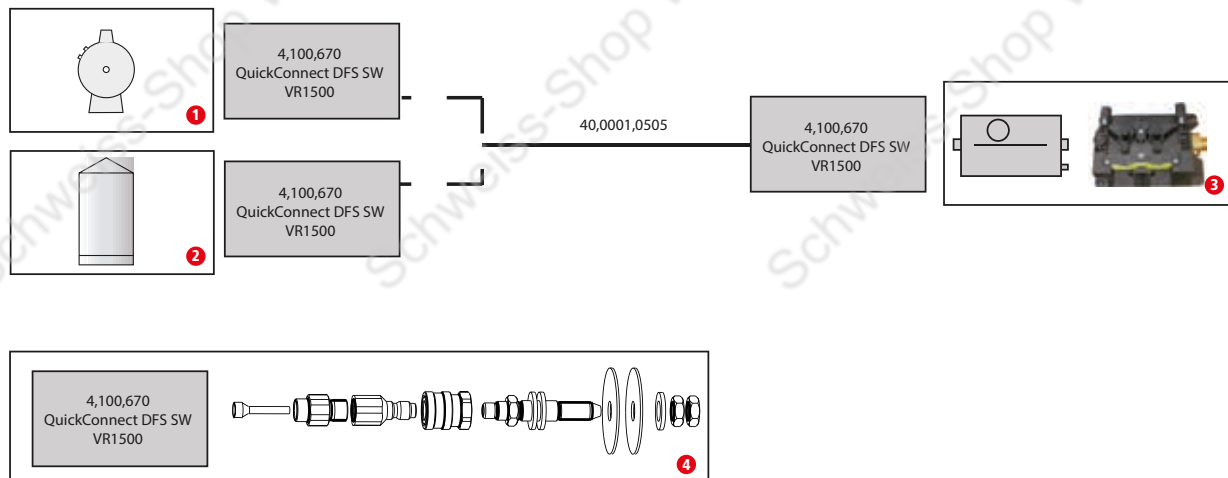 4,100,670
QuickConnect DFS SW
VR1500
1
4,100,670
QuickConnect DFS SW
VR1500
2
40,0001,0505
4,100,670
QuickConnect DFS SW
VR1500
3
4,100,670
QuickConnect DFS SW
VR1500
4
Schweiss-Shop
Schweiss-Shop
Schweiss-Shop